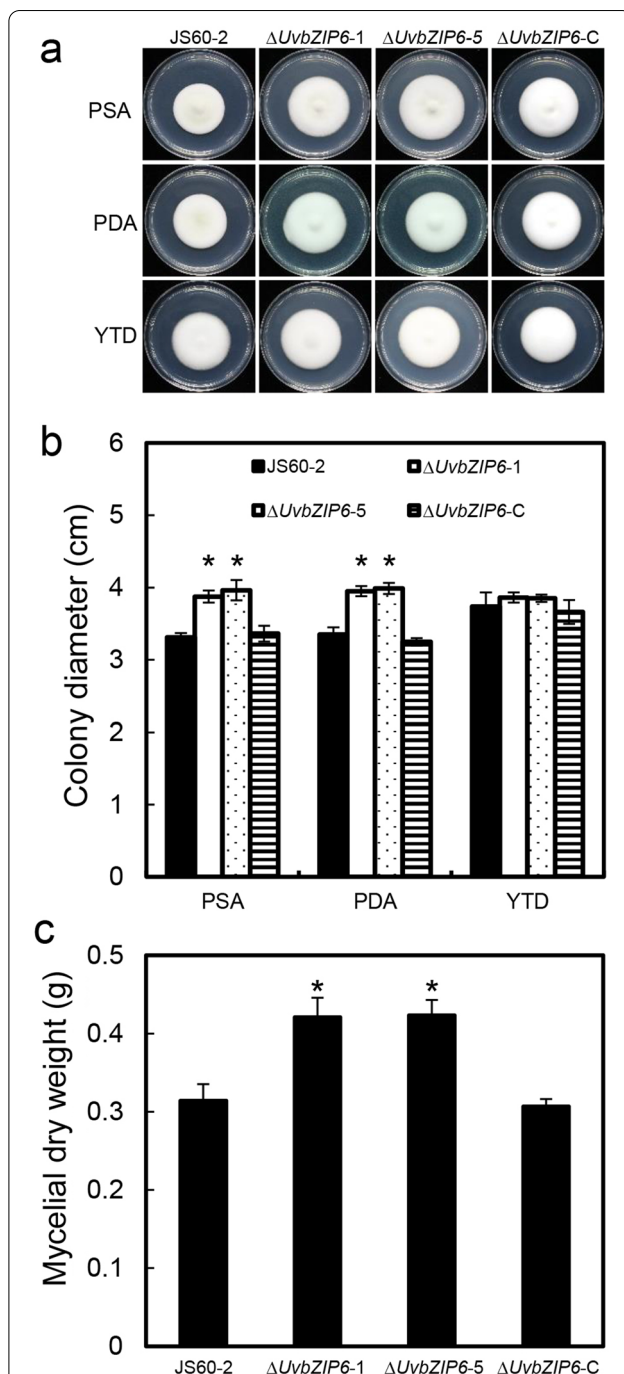 a
JS60-2 ΔUvbZIP6-1 ΔUvbZIP6-5 ΔUvbZIP6-C
PSA
PDA
YTD
b
6
5
4
3
2
1
0
Colony diameter (cm)
JS60-2 ΔUvbZIP6-1
ΔUvbZIP6-5 ΔUvbZIP6-C
* * * *
PSA PDA YTD
c
0.5
0.4
0.3
0.2
0.1
0
Mycelial dry weight (g)
* *
JS60-2 ΔUvbZIP6-1 ΔUvbZIP6-5 ΔUvbZIP6-C